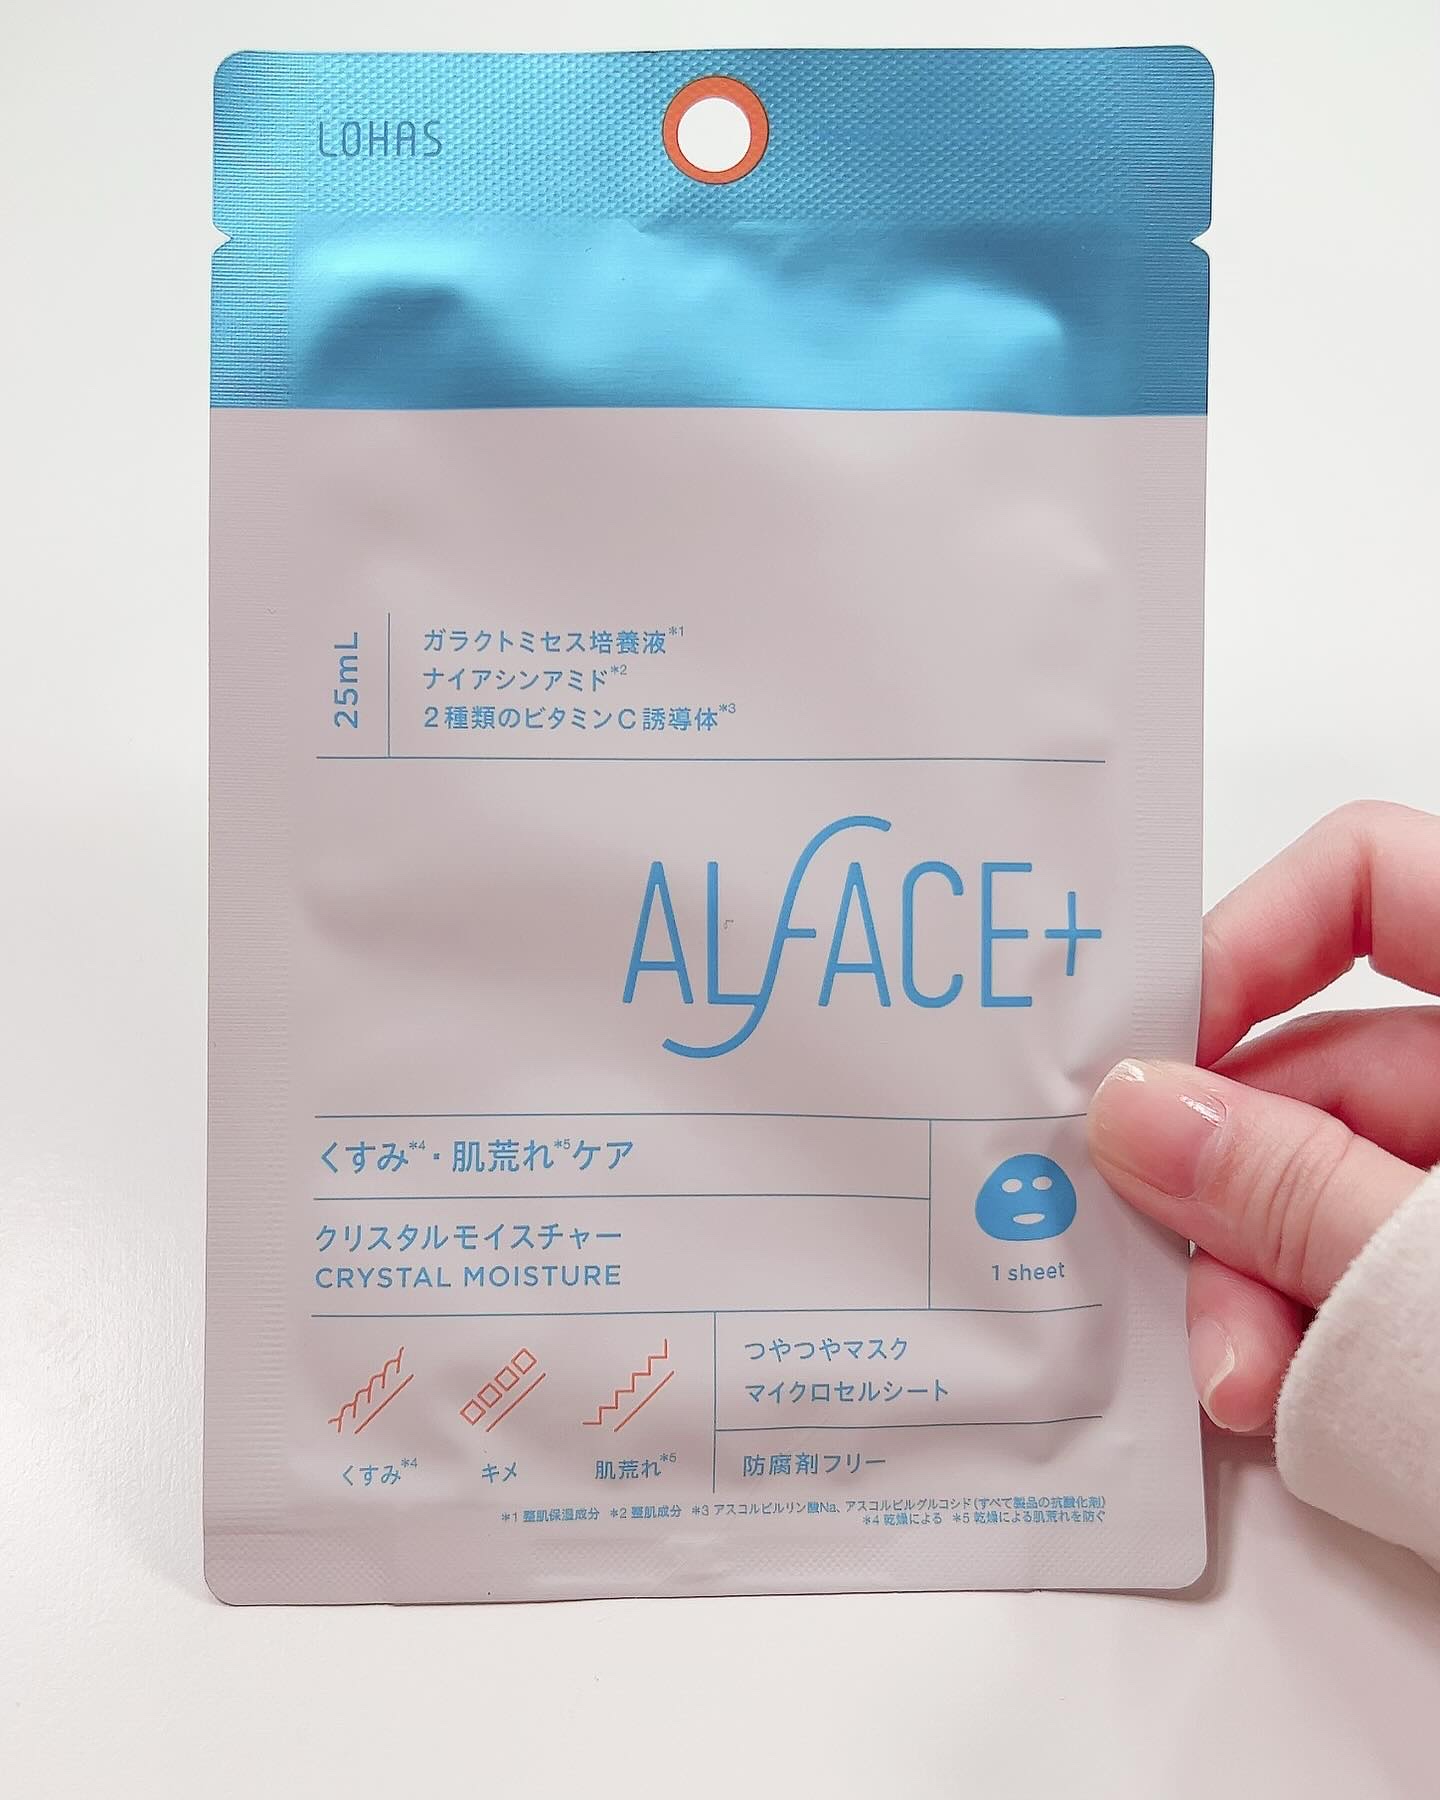 LOHAS
25mL
ガラクトミセス培養液*1
ナイアシンアミド*2
2種類のビタミンC誘導体*3
ALFACE+
くすみ*4・肌荒れ*5ケア
クリスタルモイスチャー
CRYSTAL MOISTURE
1 sheet
くすみ*4
キメ
肌荒れ*5
つやつやマスク
マイクロセルシート
防腐剤フリー
*1 整肌保湿成分 *2 整肌成分 *3 アスコルビルリン酸Na、アスコルビルグルコシド(すべて製品の抗酸化剤)
*4 乾燥による *5 乾燥による肌荒れを防ぐ